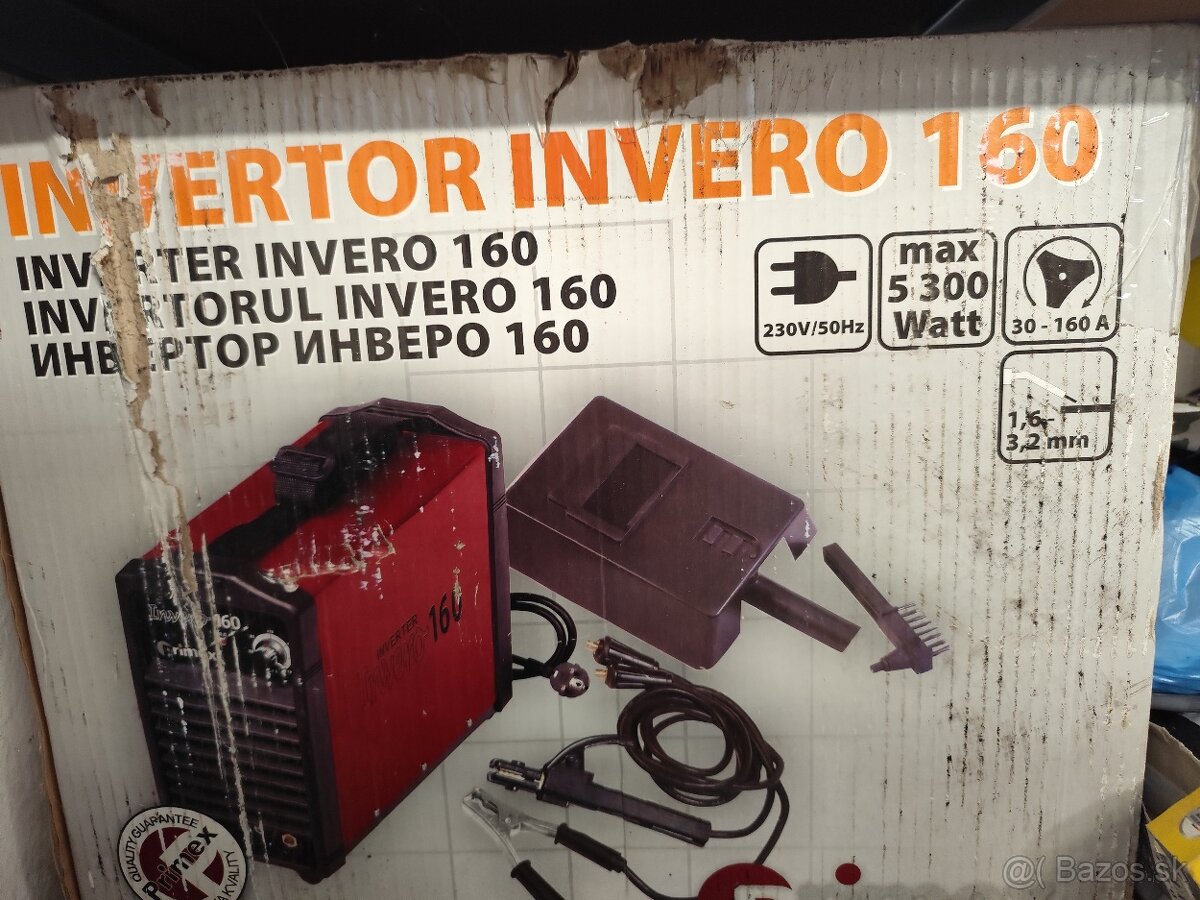 INVERTOR INVERO 160
INVERTER INVERO 160
INVERTORUL INVERO 160
ИНВЕРТОР ИНВЕРО 160
230V/50Hz
max
5 300
Watt
30 - 160 A
1,6-
3,2 mm
Invero 160
Primex
INVERTER
INVERO-160
QUALITY GUARANTEE
Primex
KVALITY
@( Bazos.sk